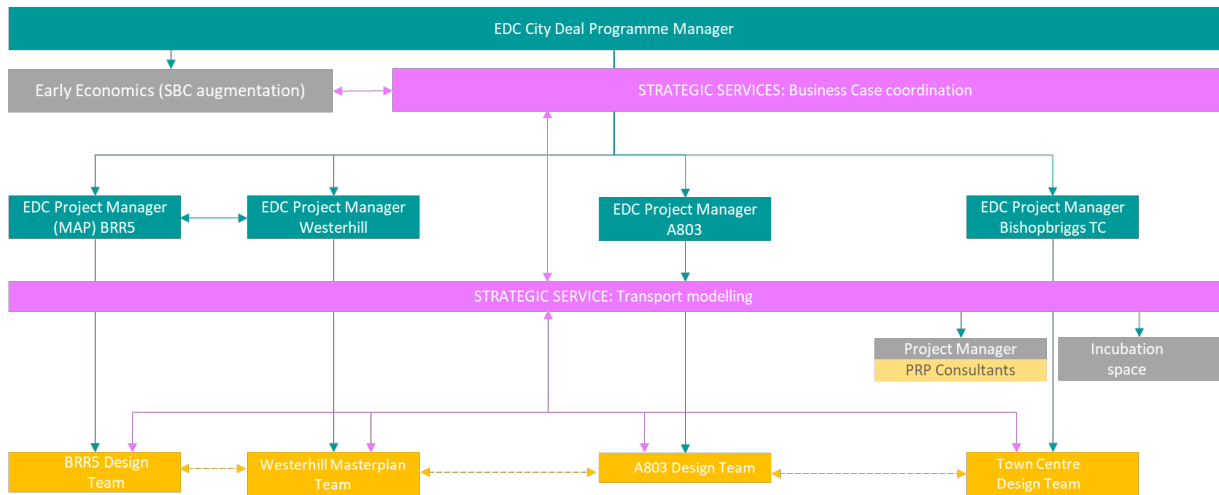 EDC City Deal Programme Manager
Early Economics (SBC augmentation)
STRATEGIC SERVICES: Business Case coordination
EDC Project Manager
(MAP) BRR5
EDC Project Manager
Westerhill
EDC Project Manager
A803
EDC Project Manager
Bishopbriggs TC
STRATEGIC SERVICE: Transport modelling
Project Manager
PRP Consultants
Incubation
space
BRR5 Design
Team
Westerhill Masterplan
Team
A803 Design Team
Town Centre
Design Team